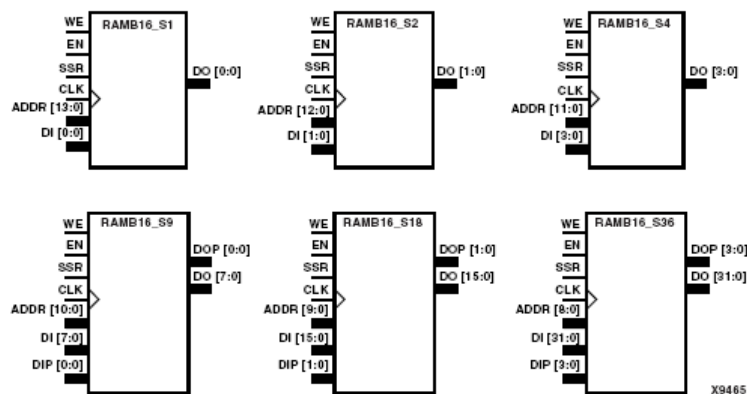 RAMB16_S1
WE
EN
SSR
CLK
ADDR [13:0]
DI [0:0]
DO [0:0]
RAMB16_S2
WE
EN
SSR
CLK
ADDR [12:0]
DI [1:0]
DO [1:0]
RAMB16_S4
WE
EN
SSR
CLK
ADDR [11:0]
DI [3:0]
DO [3:0]
RAMB16_S9
WE
EN
SSR
CLK
ADDR [10:0]
DI [7:0]
DIP [0:0]
DOP [0:0]
DO [7:0]
RAMB16_S18
WE
EN
SSR
CLK
ADDR [9:0]
DI [15:0]
DIP [1:0]
DOP [1:0]
DO [15:0]
RAMB16_S36
WE
EN
SSR
CLK
ADDR [8:0]
DI [31:0]
DIP [3:0]
DOP [3:0]
DO [31:0]
X9465